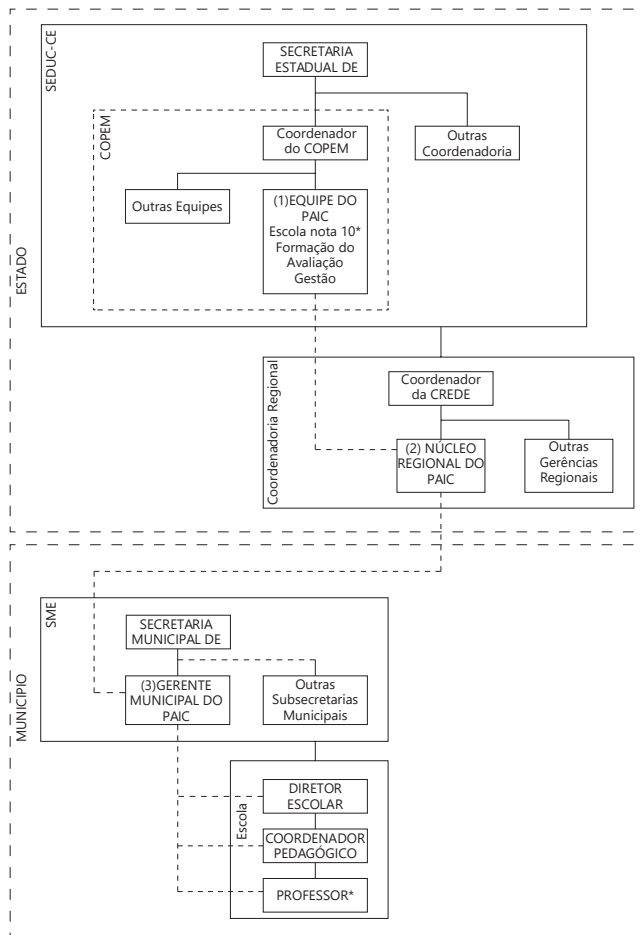 ESTADO
SEDUC-CE
SECRETARIA
ESTADUAL DE
COPEM
Coordenador
do COPEM
Outras
Coordenadoria
Outras Equipes
(1)EQUIPE DO
PAIC
Escola nota 10*
Formação do
Avaliação
Gestão
Coordenadoria Regional
Coordenador
da CREDE
(2) NÚCLEO
REGIONAL DO
PAIC
Outras
Gerências
Regionais
MUNICIPIO
SME
SECRETARIA
MUNICIPAL DE
(3)GERENTE
MUNICIPAL DO
PAIC
Outras
Subsecretarias
Municipais
Escola
DIRETOR
ESCOLAR
COORDENADOR
PEDAGÓGICO
PROFESSOR*